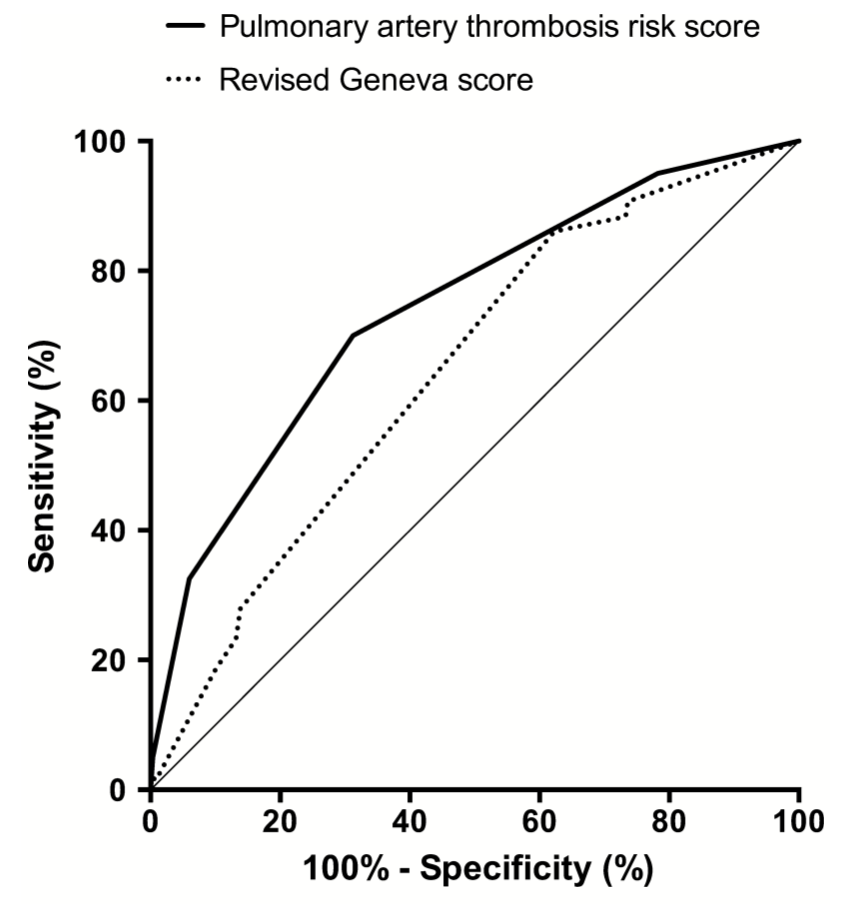 Pulmonary artery thrombosis risk score
Revised Geneva score
100
80
60
40
20
0
Sensitivity (%)
0 20 40 60 80 100
100% - Specificity (%)